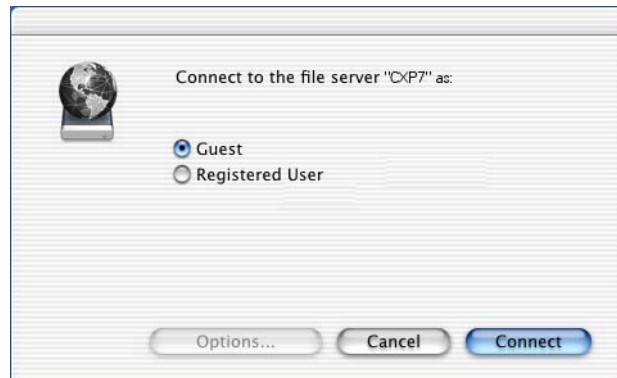 Connect to the file server "CXP7" as:
Guest
Registered User
Options... Cancel Connect